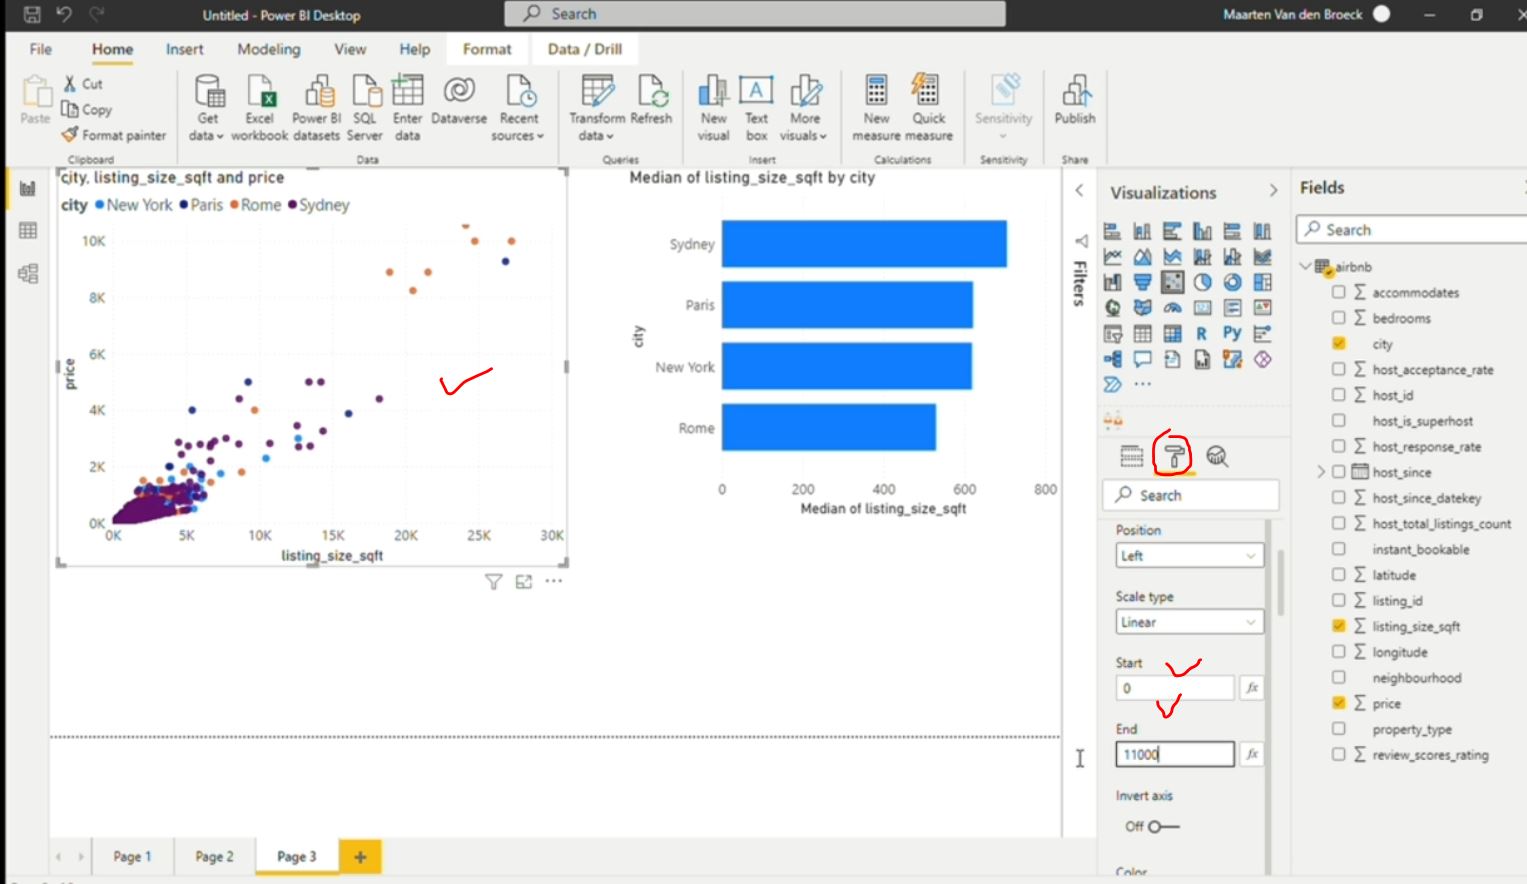 Untitled - Power BI Desktop
Search
Maarten Van den Broeck
File Home Insert Modeling View Help Format Data / Drill
Paste
Cut
Copy
Format painter
Clipboard
Get data
Excel workbook
Power BI datasets
SQL Server
Enter data
Dataverse
Recent sources
Data
Transform data
Refresh
Queries
New visual
Text box
More visuals
Insert
New measure
Quick measure
Calculations
Sensitivity
Sensitivity
Publish
Share
city, listing_size_sqft and price
city New York Paris Rome Sydney
10K
8K
6K
4K
2K
0K
price
0K 5K 10K 15K 20K 25K 30K
listing_size_sqft
Median of listing_size_sqft by city
Sydney
Paris
New York
Rome
city
0 200 400 600 800
Median of listing_size_sqft
Filters
Visualizations
R Py
Search
Position
Left
Scale type
Linear
Start
0 fx
End
11000 fx
Invert axis
Off
Fields
Search
airbnb
accommodates
bedrooms
city
host_acceptance_rate
host_id
host_is_superhost
host_response_rate
host_since
host_since_datekey
host_total_listings_count
instant_bookable
latitude
listing_id
listing_size_sqft
longitude
neighbourhood
price
property_type
review_scores_rating
Page 1 Page 2 Page 3 +